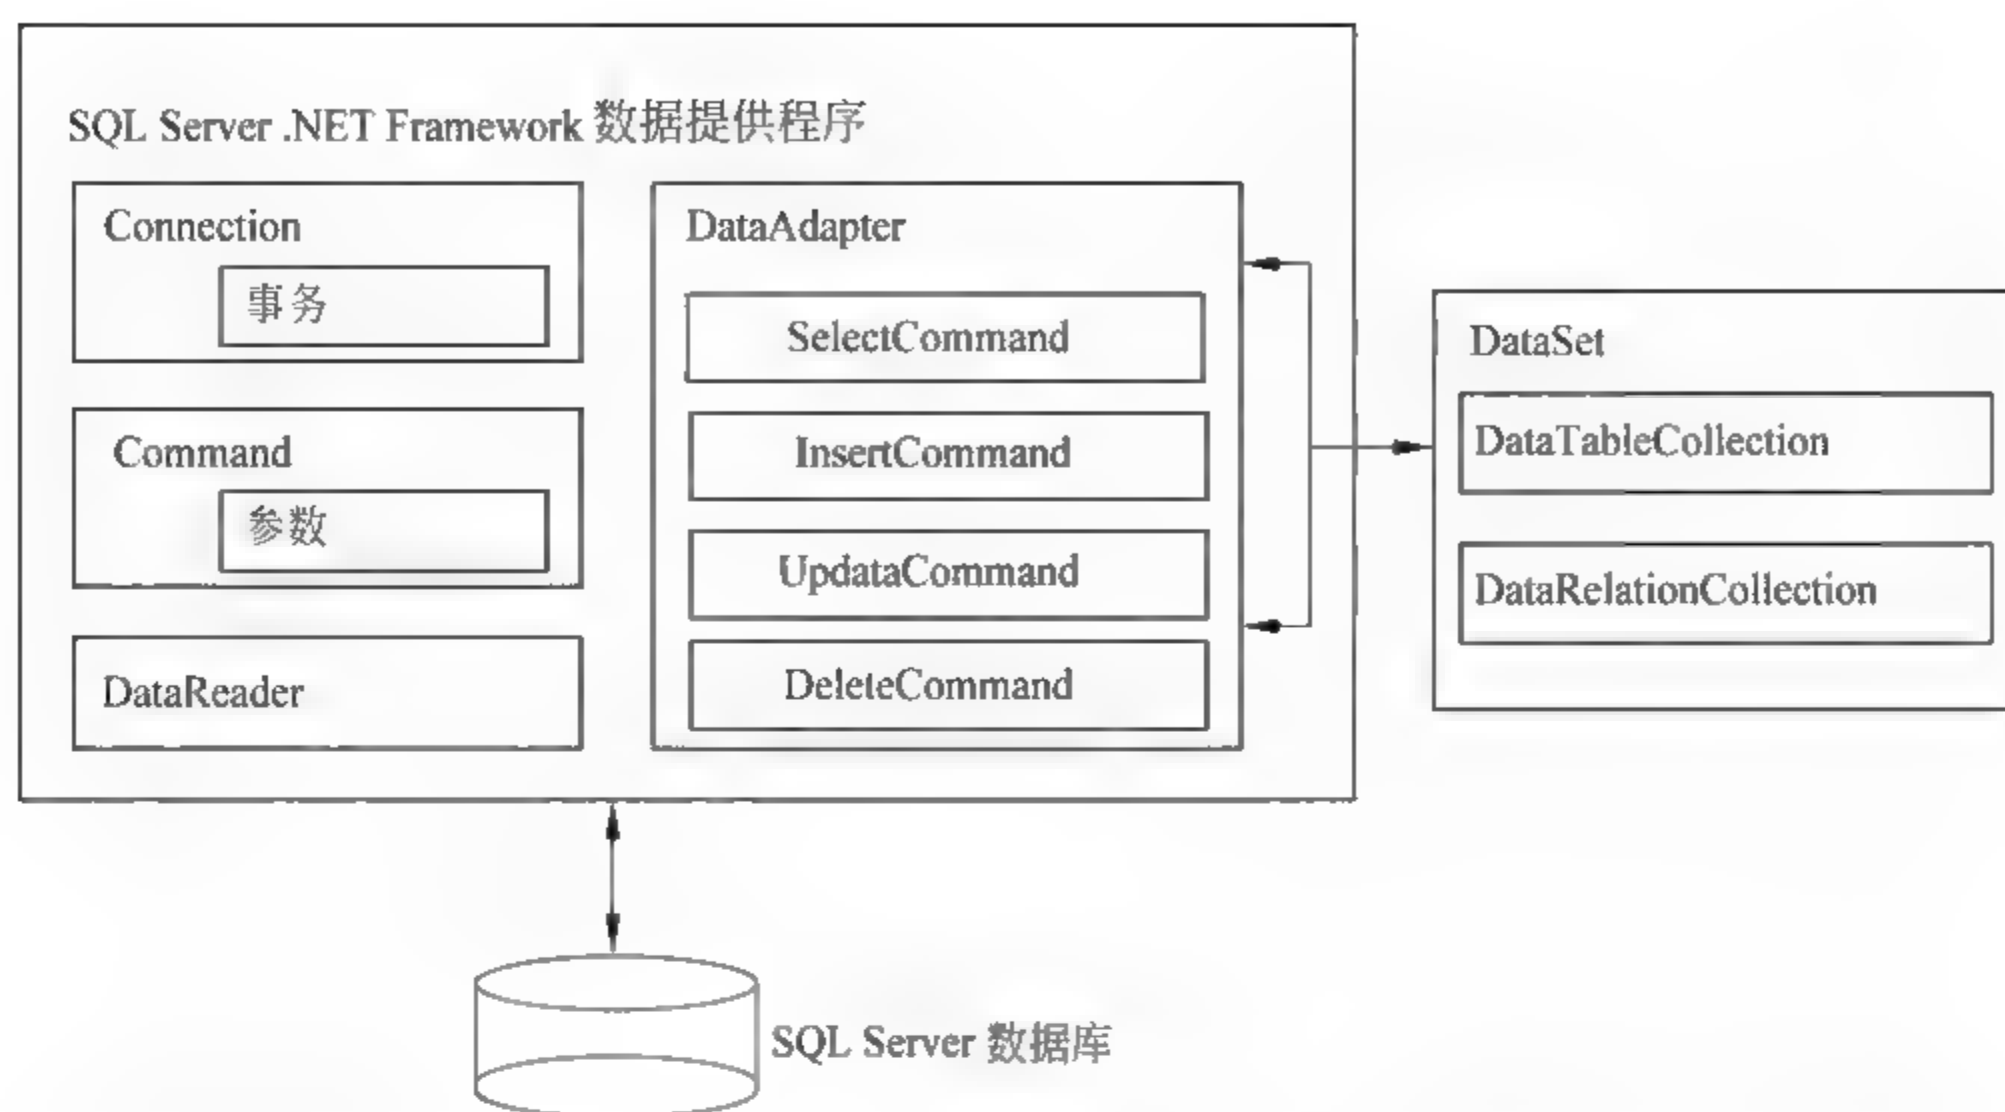 SQL Server .NET Framework 数据提供程序
Connection
事务
Command
参数
DataReader
DataAdapter
SelectCommand
InsertCommand
UpdataCommand
DeleteCommand
DataSet
DataTableCollection
DataRelationCollection
SQL Server 数据库